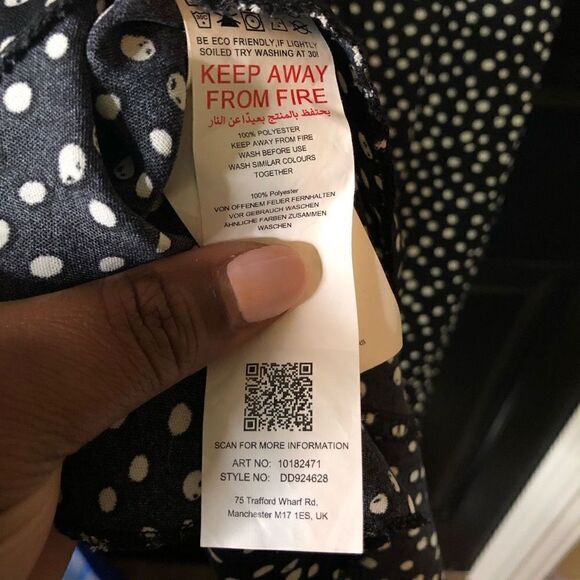 BE ECO FRIENDLY,IF LIGHTLY
SOILED TRY WASHING AT 30!
KEEP AWAY
FROM FIRE
يحتفظ بالمنتج بعيدًا عن النار
100% POLYESTER
KEEP AWAY FROM FIRE
WASH BEFORE USE
WASH SIMILAR COLOURS
TOGETHER
100% Polyester
VON OFFENEM FEUER FERNHALTEN
VOR GEBRAUCH WASCHEN
ÄHNLICHE FARBEN ZUSAMMEN
WASCHEN
SCAN FOR MORE INFORMATION
ART NO: 10182471
STYLE NO: DD924628
75 Trafford Wharf Rd,
Manchester M17 1ES, UK